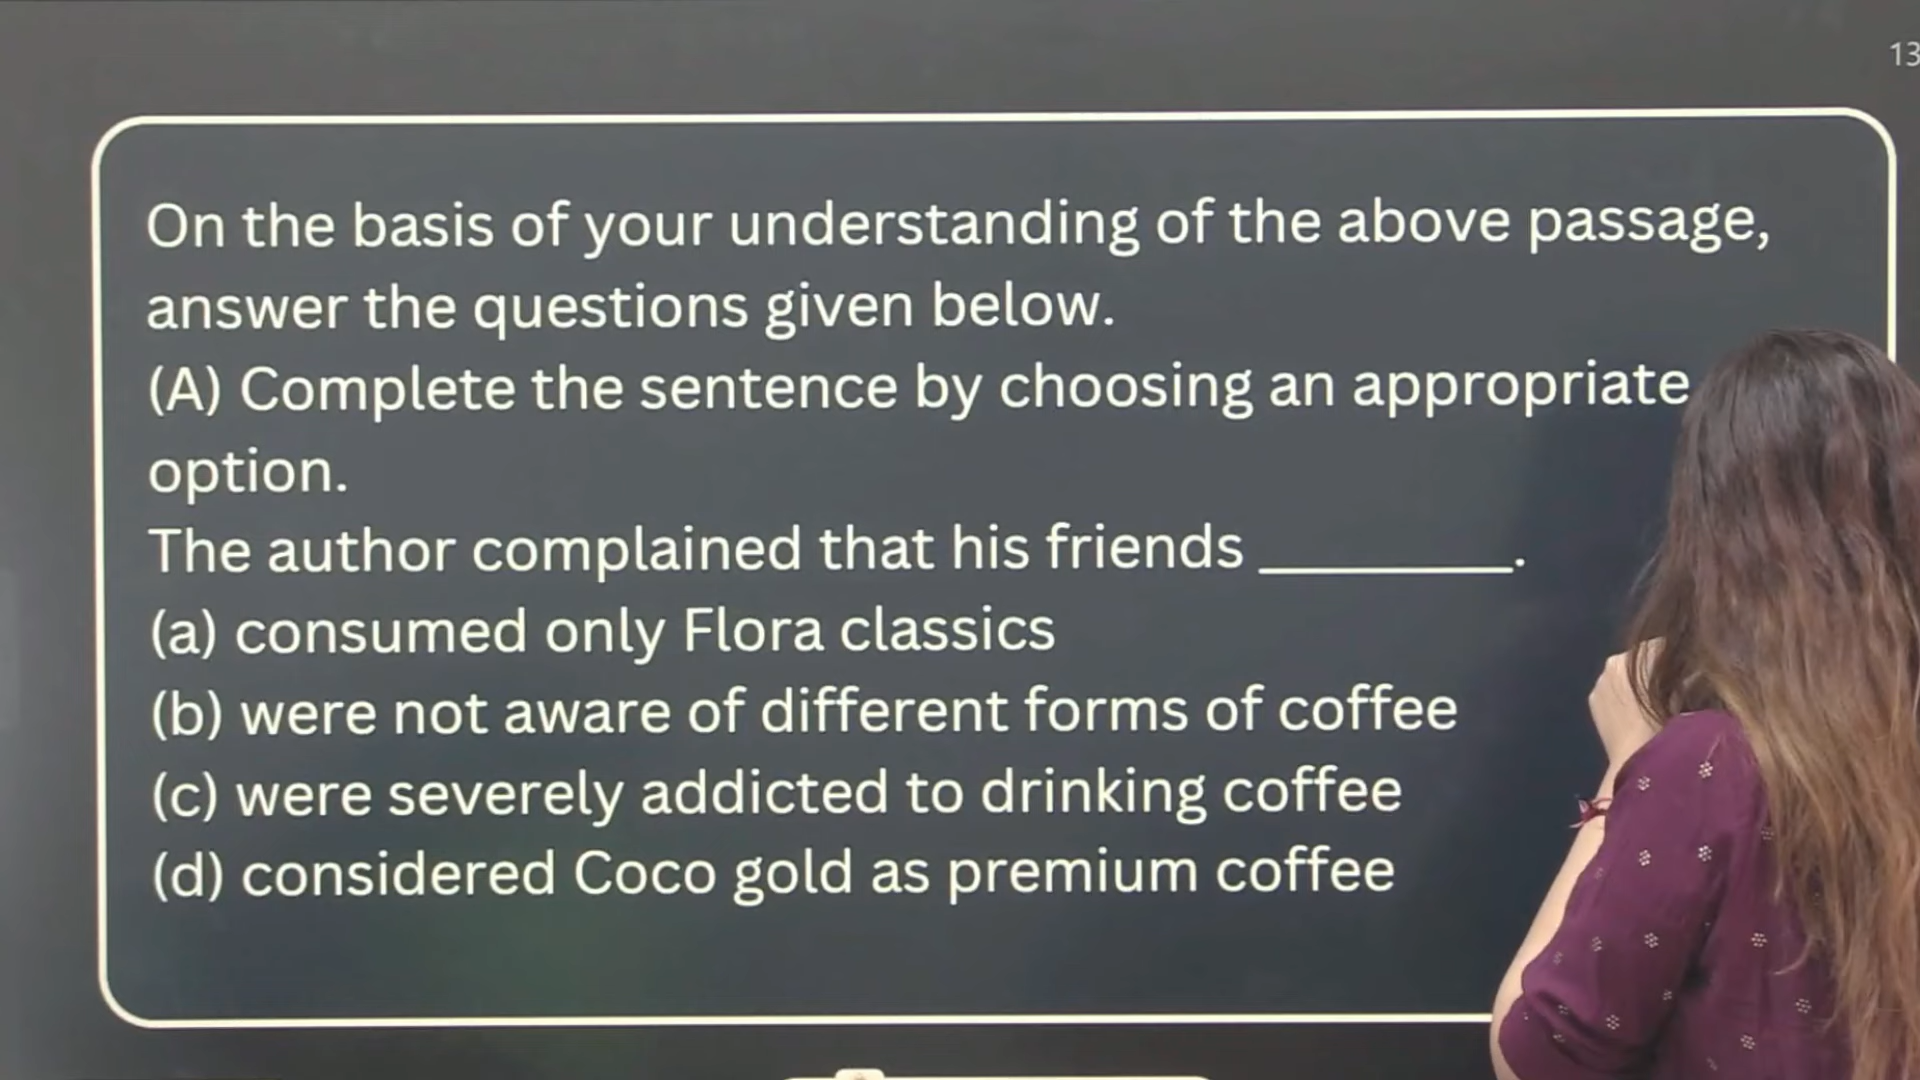 13
On the basis of your understanding of the above passage,
answer the questions given below.
(A) Complete the sentence by choosing an appropriate
option.
The author complained that his friends ________.
(a) consumed only Flora classics
(b) were not aware of different forms of coffee
(c) were severely addicted to drinking coffee
(d) considered Coco gold as premium coffee